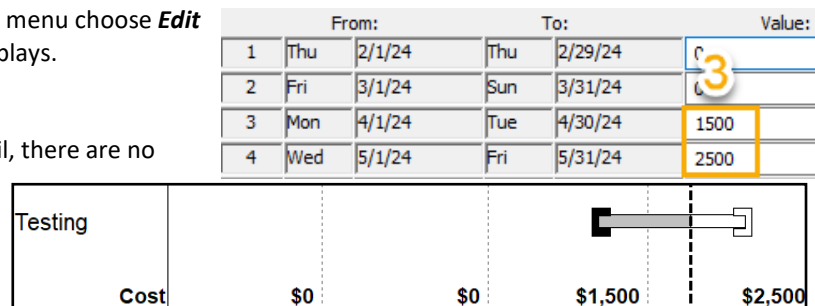 menu choose Edit
plays.
il, there are no
From: To: Value:
1 Thu 2/1/24 Thu 2/29/24 0
2 Fri 3/1/24 Sun 3/31/24 0
3
3 Mon 4/1/24 Tue 4/30/24 1500
4 Wed 5/1/24 Fri 5/31/24 2500
Testing
Cost $0 $0 $1,500 $2,500